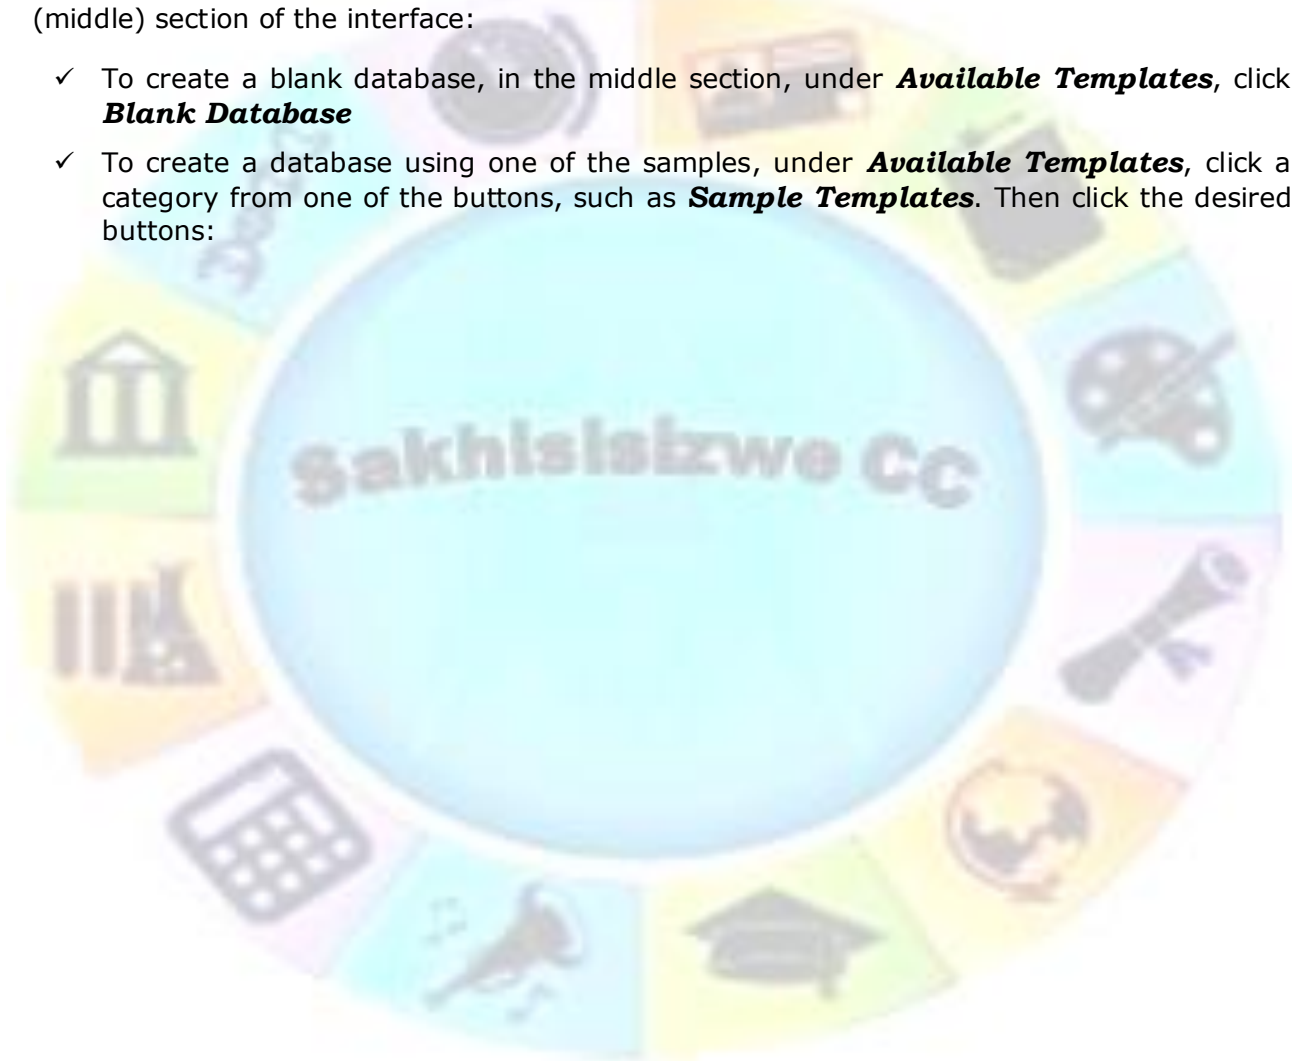 (middle) section of the interface:
✓ To create a blank database, in the middle section, under Available Templates, click
Blank Database
✓ To create a database using one of the samples, under Available Templates, click a
category from one of the buttons, such as Sample Templates. Then click the desired
buttons:
Sakhisisizwe CC